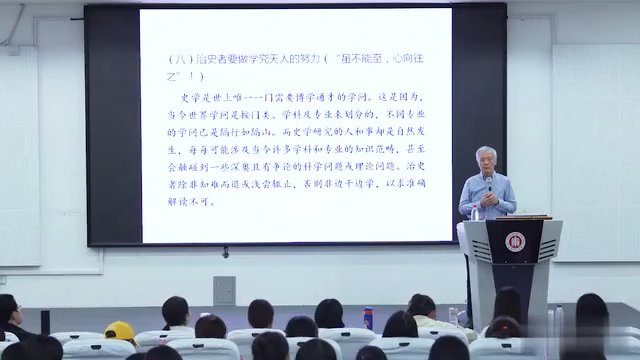 （八）治史者要做学究天人的努力（“虽不能至，心向往
之”！）
史学是世上唯一一门需要博学通才的学问。这是因为，
当今世界学问是按门类、学科及专业来划分的，不同专业
的学问已是隔行如隔山。而史学研究的人和事却是自然发
生，每每可能涉及当今许多学科和专业的知识范畴，甚至
会触碰到一些深奥且有争论的科学问题或理论问题。治史
者除非知难而退或浅尝辄止，否则非边干边学，以求准确
解读不可。